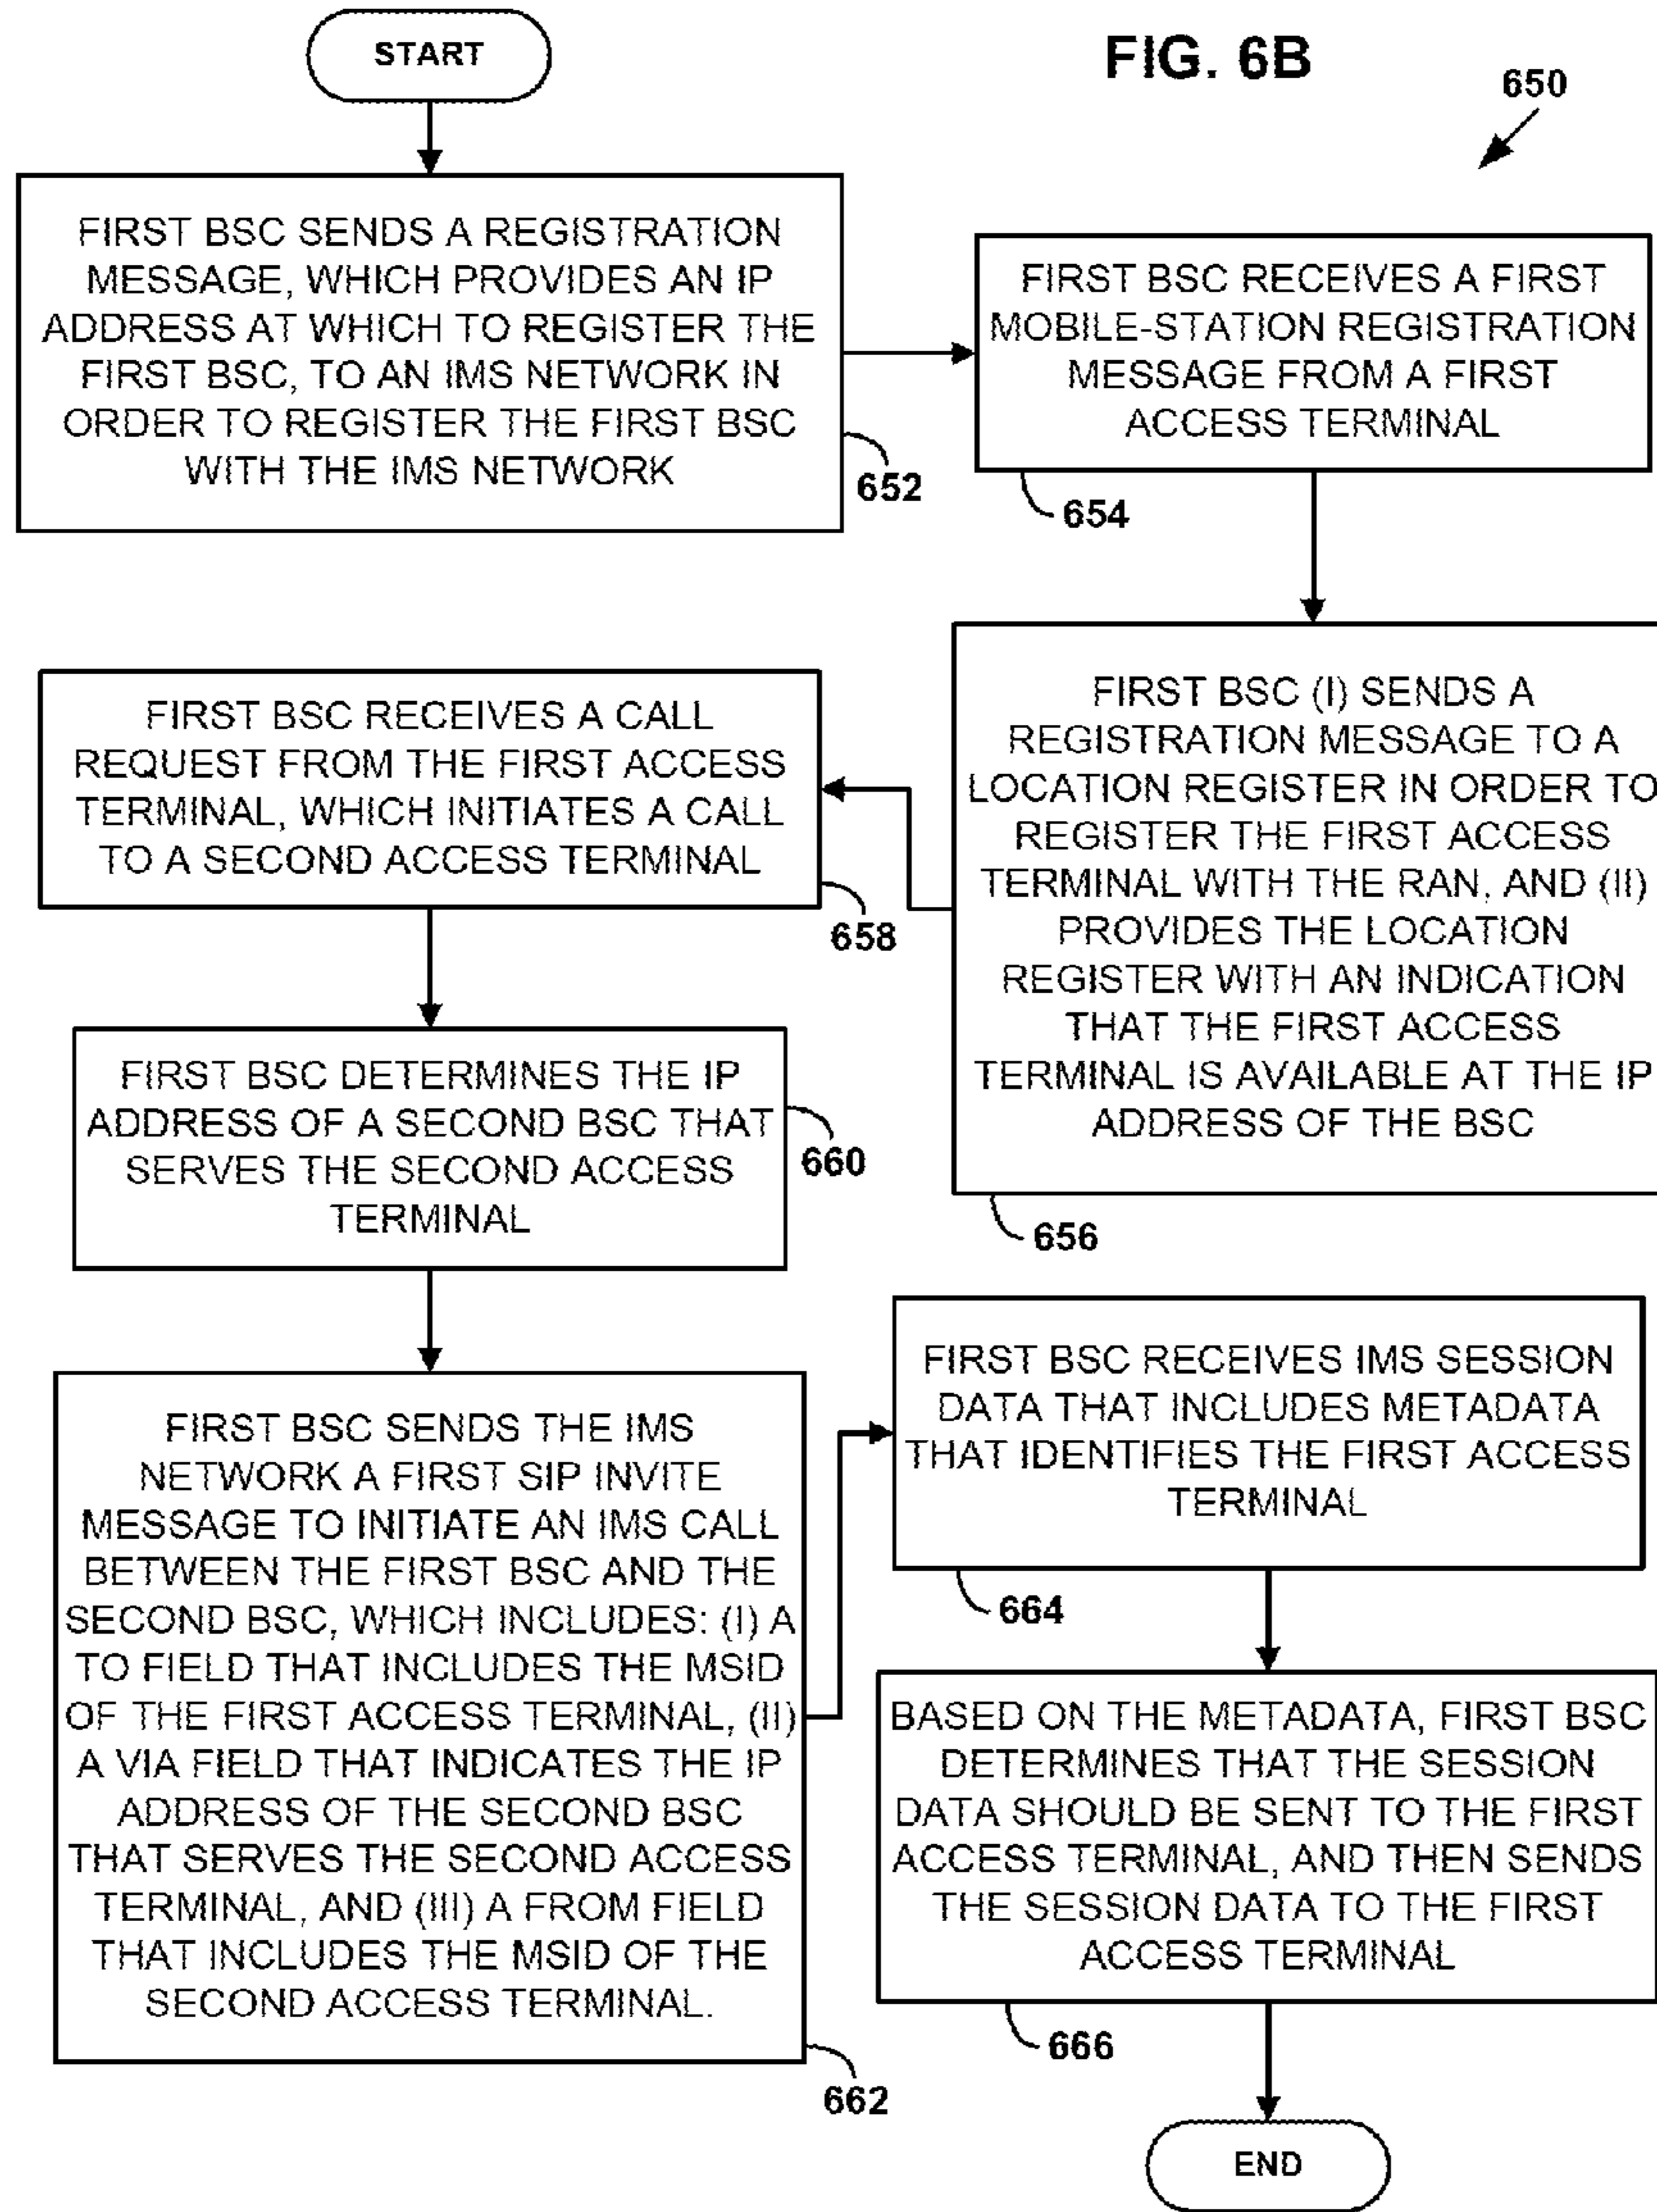 START
FIG. 6B
650
FIRST BSC SENDS A REGISTRATION
MESSAGE, WHICH PROVIDES AN IP
ADDRESS AT WHICH TO REGISTER THE
FIRST BSC, TO AN IMS NETWORK IN
ORDER TO REGISTER THE FIRST BSC
WITH THE IMS NETWORK
652
FIRST BSC RECEIVES A FIRST
MOBILE-STATION REGISTRATION
MESSAGE FROM A FIRST
ACCESS TERMINAL
654
FIRST BSC (I) SENDS A
REGISTRATION MESSAGE TO A
LOCATION REGISTER IN ORDER TO
REGISTER THE FIRST ACCESS
TERMINAL WITH THE RAN, AND (II)
PROVIDES THE LOCATION
REGISTER WITH AN INDICATION
THAT THE FIRST ACCESS
TERMINAL IS AVAILABLE AT THE IP
ADDRESS OF THE BSC
656
FIRST BSC RECEIVES A CALL
REQUEST FROM THE FIRST ACCESS
TERMINAL, WHICH INITIATES A CALL
TO A SECOND ACCESS TERMINAL
658
FIRST BSC DETERMINES THE IP
ADDRESS OF A SECOND BSC THAT
SERVES THE SECOND ACCESS
TERMINAL
660
FIRST BSC SENDS THE IMS
NETWORK A FIRST SIP INVITE
MESSAGE TO INITIATE AN IMS CALL
BETWEEN THE FIRST BSC AND THE
SECOND BSC, WHICH INCLUDES: (I) A
TO FIELD THAT INCLUDES THE MSID
OF THE FIRST ACCESS TERMINAL, (II)
A VIA FIELD THAT INDICATES THE IP
ADDRESS OF THE SECOND BSC
THAT SERVES THE SECOND ACCESS
TERMINAL, AND (III) A FROM FIELD
THAT INCLUDES THE MSID OF THE
SECOND ACCESS TERMINAL.
662
FIRST BSC RECEIVES IMS SESSION
DATA THAT INCLUDES METADATA
THAT IDENTIFIES THE FIRST ACCESS
TERMINAL
664
BASED ON THE METADATA, FIRST BSC
DETERMINES THAT THE SESSION
DATA SHOULD BE SENT TO THE FIRST
ACCESS TERMINAL, AND THEN SENDS
THE SESSION DATA TO THE FIRST
ACCESS TERMINAL
666
END